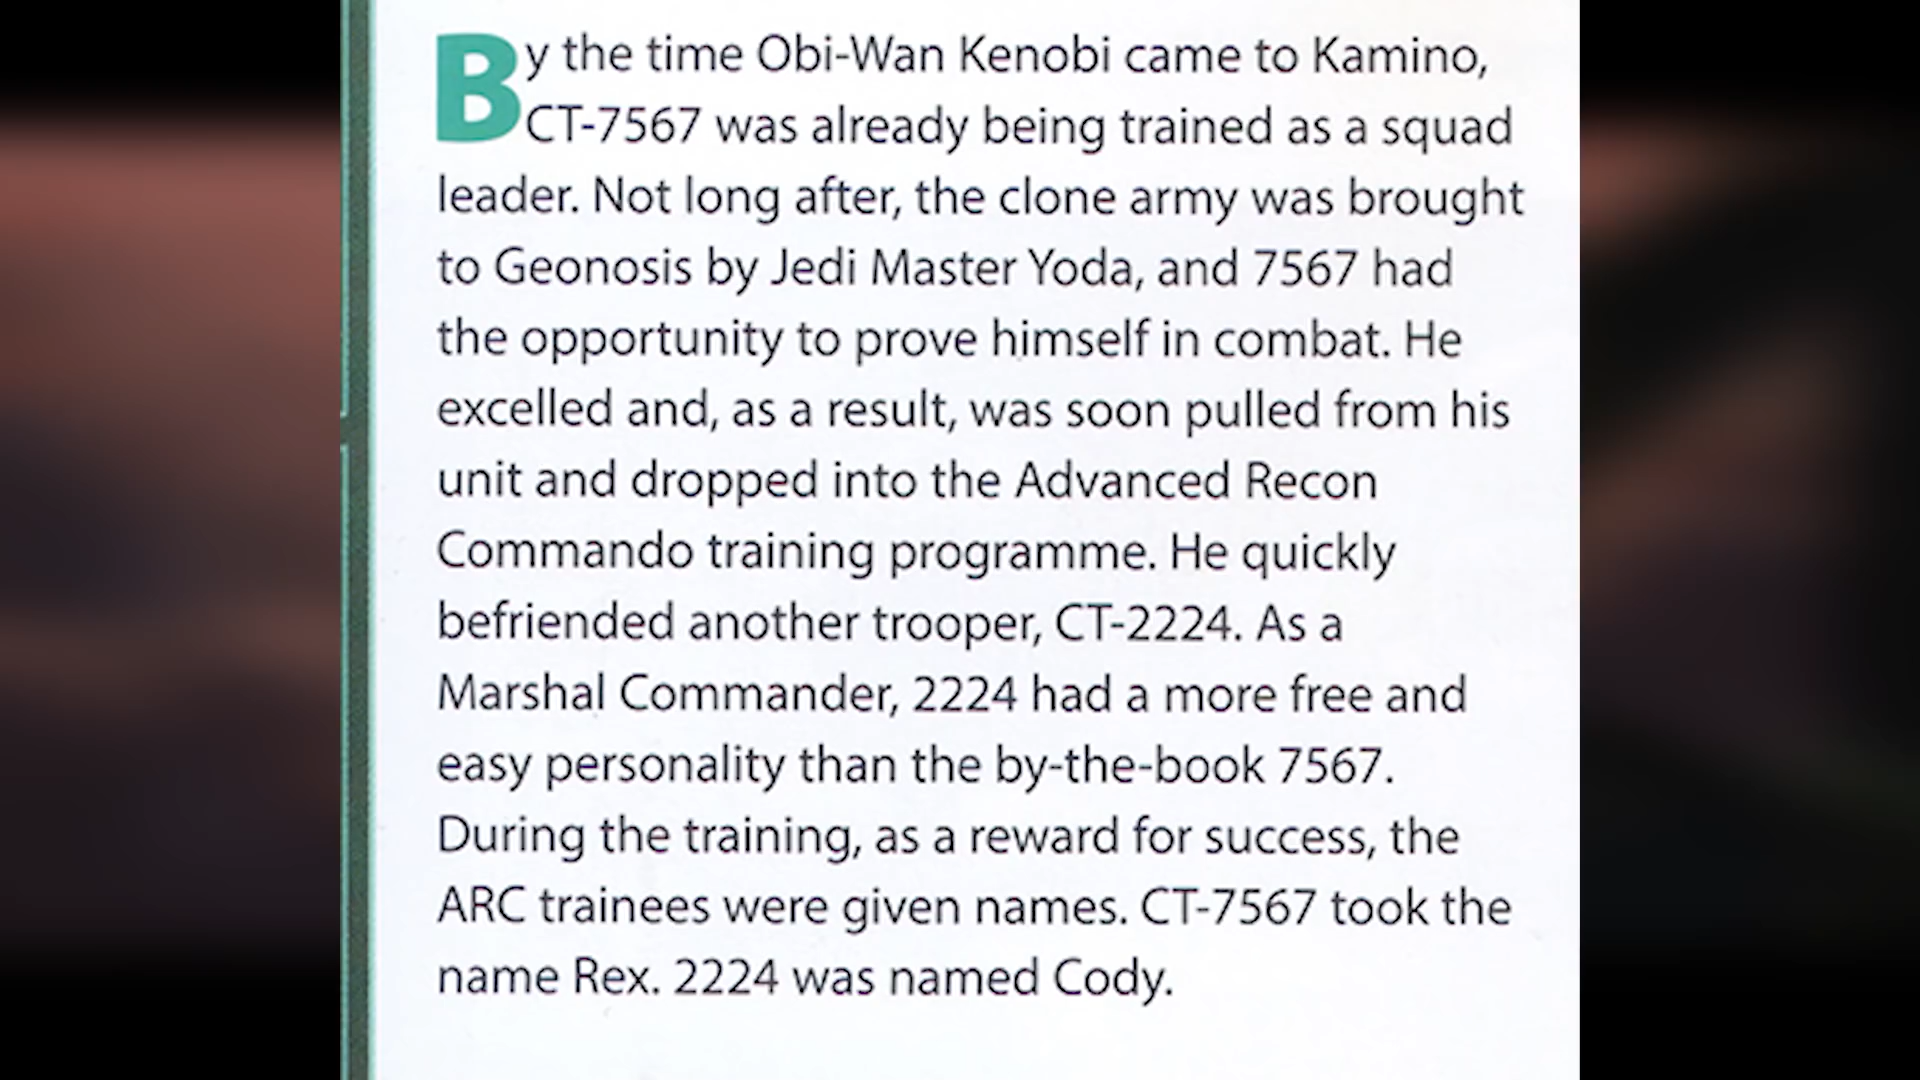 By the time Obi-Wan Kenobi came to Kamino,
CT-7567 was already being trained as a squad
leader. Not long after, the clone army was brought
to Geonosis by Jedi Master Yoda, and 7567 had
the opportunity to prove himself in combat. He
excelled and, as a result, was soon pulled from his
unit and dropped into the Advanced Recon
Commando training programme. He quickly
befriended another trooper, CT-2224. As a
Marshal Commander, 2224 had a more free and
easy personality than the by-the-book 7567.
During the training, as a reward for success, the
ARC trainees were given names. CT-7567 took the
name Rex. 2224 was named Cody.